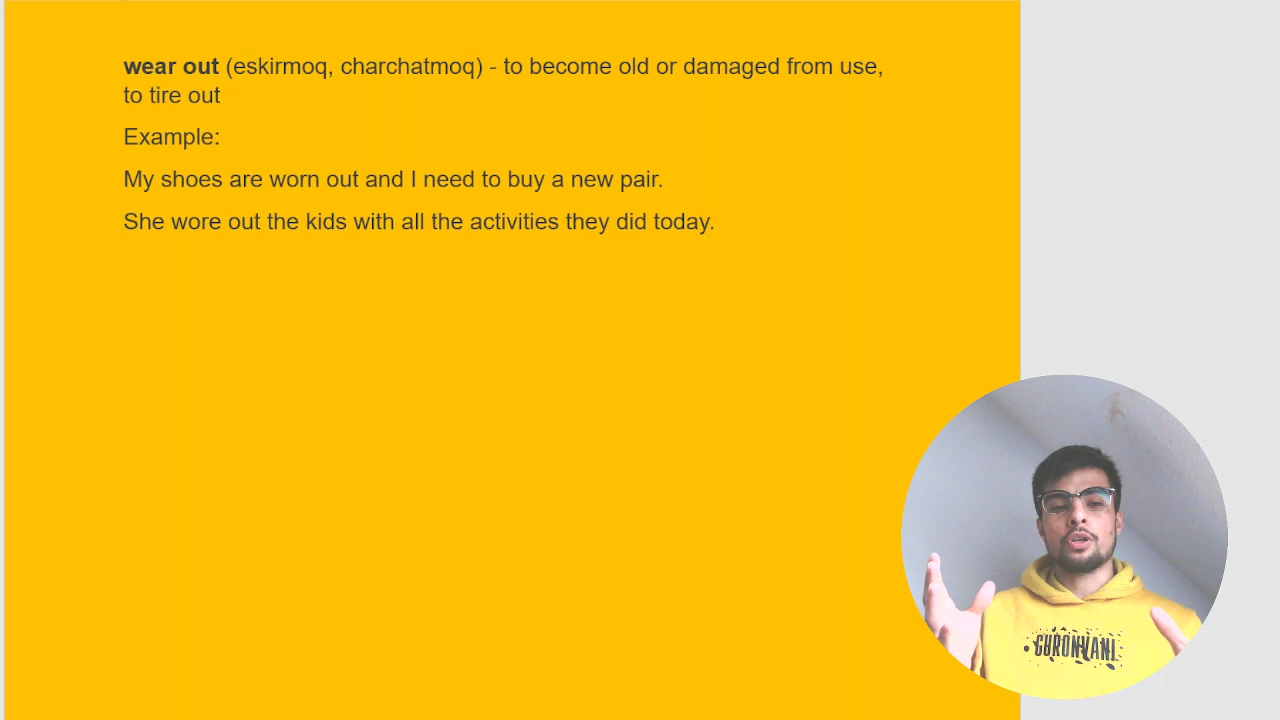 wear out (eskirmoq, charchatmoq) - to become old or damaged from use,
to tire out
Example:
My shoes are worn out and I need to buy a new pair.
She wore out the kids with all the activities they did today.